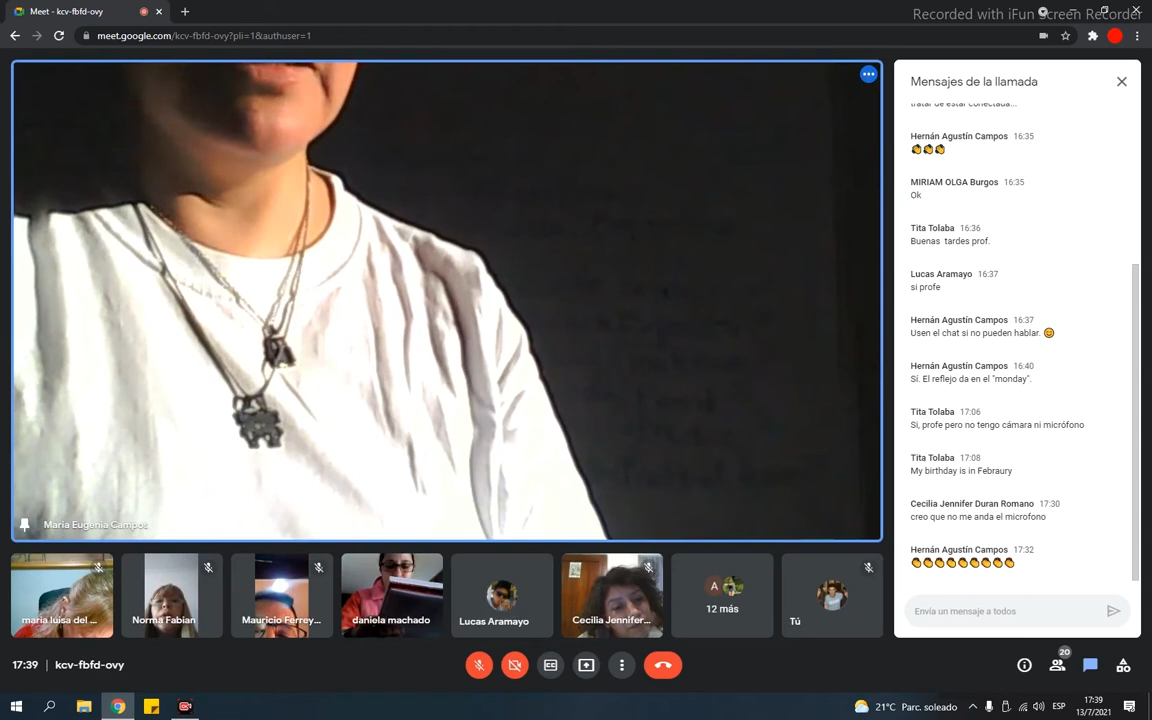 Meet - kcv-fbfd-ovy
Recorded with iFun Screen Recorder
meet.google.com/kcv-fbfd-ovy?pli=1&authuser=1
Mensajes de la llamada
tratar de estar conectada...
Hernán Agustín Campos 16:35
MIRIAM OLGA Burgos 16:35
Ok
Tita Tolaba 16:36
Buenas tardes prof.
Lucas Aramayo 16:37
si profe
Hernán Agustín Campos 16:37
Usen el chat si no pueden hablar.
Hernán Agustín Campos 16:40
Sí. El reflejo da en el "monday".
Tita Tolaba 17:06
Si, profe pero no tengo cámara ni micrófono
Tita Tolaba 17:08
My birthday is in Febraury
Cecilia Jennifer Duran Romano 17:30
creo que no me anda el microfono
Hernán Agustín Campos 17:32
Envía un mensaje a todos
Maria Eugenia Campos
maria luisa del ...
Norma Fabian
Mauricio Ferrey...
daniela machado
Lucas Aramayo
Cecilia Jennifer...
A
12 más
Tú
17:39 | kcv-fbfd-ovy
20
21°C Parc. soleado
ESP
17:39
13/7/2021